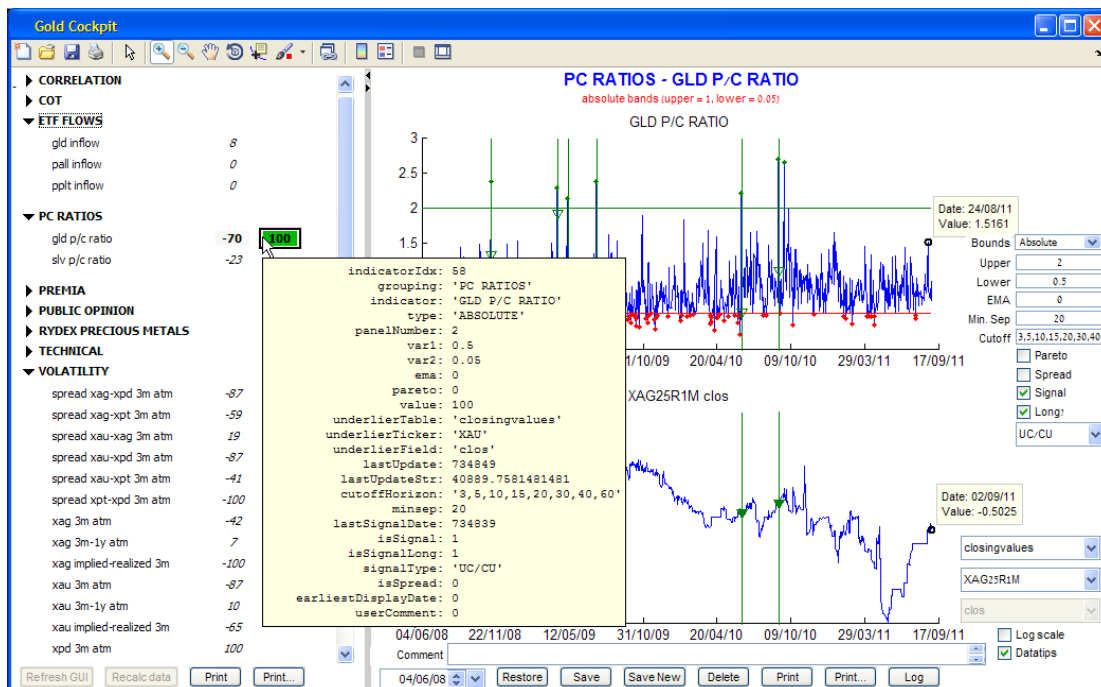 Gold Cockpit
CORRELATION
COT
ETF FLOWS
gld inflow 8
pall inflow 0
pplt inflow 0
PC RATIOS
gld p/c ratio -70 100
slv p/c ratio -23
PREMIA
PUBLIC OPINION
RYDEX PRECIOUS METALS
TECHNICAL
VOLATILITY
spread xag-xpd 3m atm -87
spread xag-xpt 3m atm -59
spread xau-xag 3m atm 19
spread xau-xpd 3m atm -87
spread xau-xpt 3m atm -41
spread xpt-xpd 3m atm -100
xag 3m atm -42
xag 3m-1y atm 7
xag implied-realized 3m -100
xau 3m atm -87
xau 3m-1y atm 10
xau implied-realized 3m -65
xpd 3m atm 100
Refresh GUI Recalc data Print Print...
indicatorIdx: 58
grouping: 'PC RATIOS'
indicator: 'GLD P/C RATIO'
type: 'ABSOLUTE'
panelNumber: 2
var1: 0.5
var2: 0.05
ema: 0
pareto: 0
value: 100
underlierTable: 'closingvalues'
underlierTicker: 'XAU'
underlierField: 'clos'
lastUpdate: 734849
lastUpdateStr: 40889.7581481481
cutoffHorizon: '3,5,10,15,20,30,40,60'
minsep: 20
lastSignalDate: 734839
isSignal: 1
isSignalLong: 1
signalType: 'UC/CU'
isSpread: 0
earliestDisplayDate: 0
userComment: 0
PC RATIOS - GLD P/C RATIO
absolute bands (upper = 1, lower = 0.05)
GLD P/C RATIO
3
2.5
2
1.5
31/10/09 20/04/10 09/10/10 29/03/11 17/09/11
Date: 24/08/11
Value: 1.5161
Bounds Absolute
Upper 2
Lower 0.5
EMA 0
Min. Sep 20
Cutoff 3,5,10,15,20,30,40
Pareto
Spread
Signal
Long?
UC/CU
XAG25R1M clos
Date: 02/09/11
Value: -0.5025
closingvalues
XAG25R1M
clos
04/06/08 22/11/08 12/05/09 31/10/09 20/04/10 09/10/10 29/03/11 17/09/11
Log scale
Comment
Datatips
04/06/08 Restore Save Save New Delete Print Print... Log